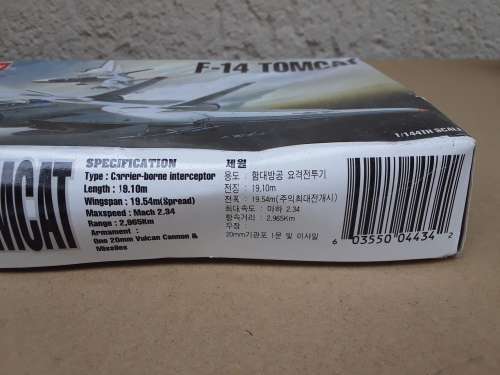 F-14 TOMCAT
1/144TH SCALE
SPECIFICATION
Type : Carrier-borne interceptor
Length : 19.10m
Wingspan : 19.54m(Spread)
Maxspeed : Mach 2.34
Range : 2,965Km
Armament :
One 20mm Vulcan Cannon &
Missiles
제원
용도 : 함대방공 요격전투기
전장 : 19.10m
전폭 : 19.54m(주익최대전개시)
최대속도 : 마하 2.34
항속거리 : 2,965Km
무장 :
20mm기관포 1문 및 미사일
6 03550 04434 2
MCAT